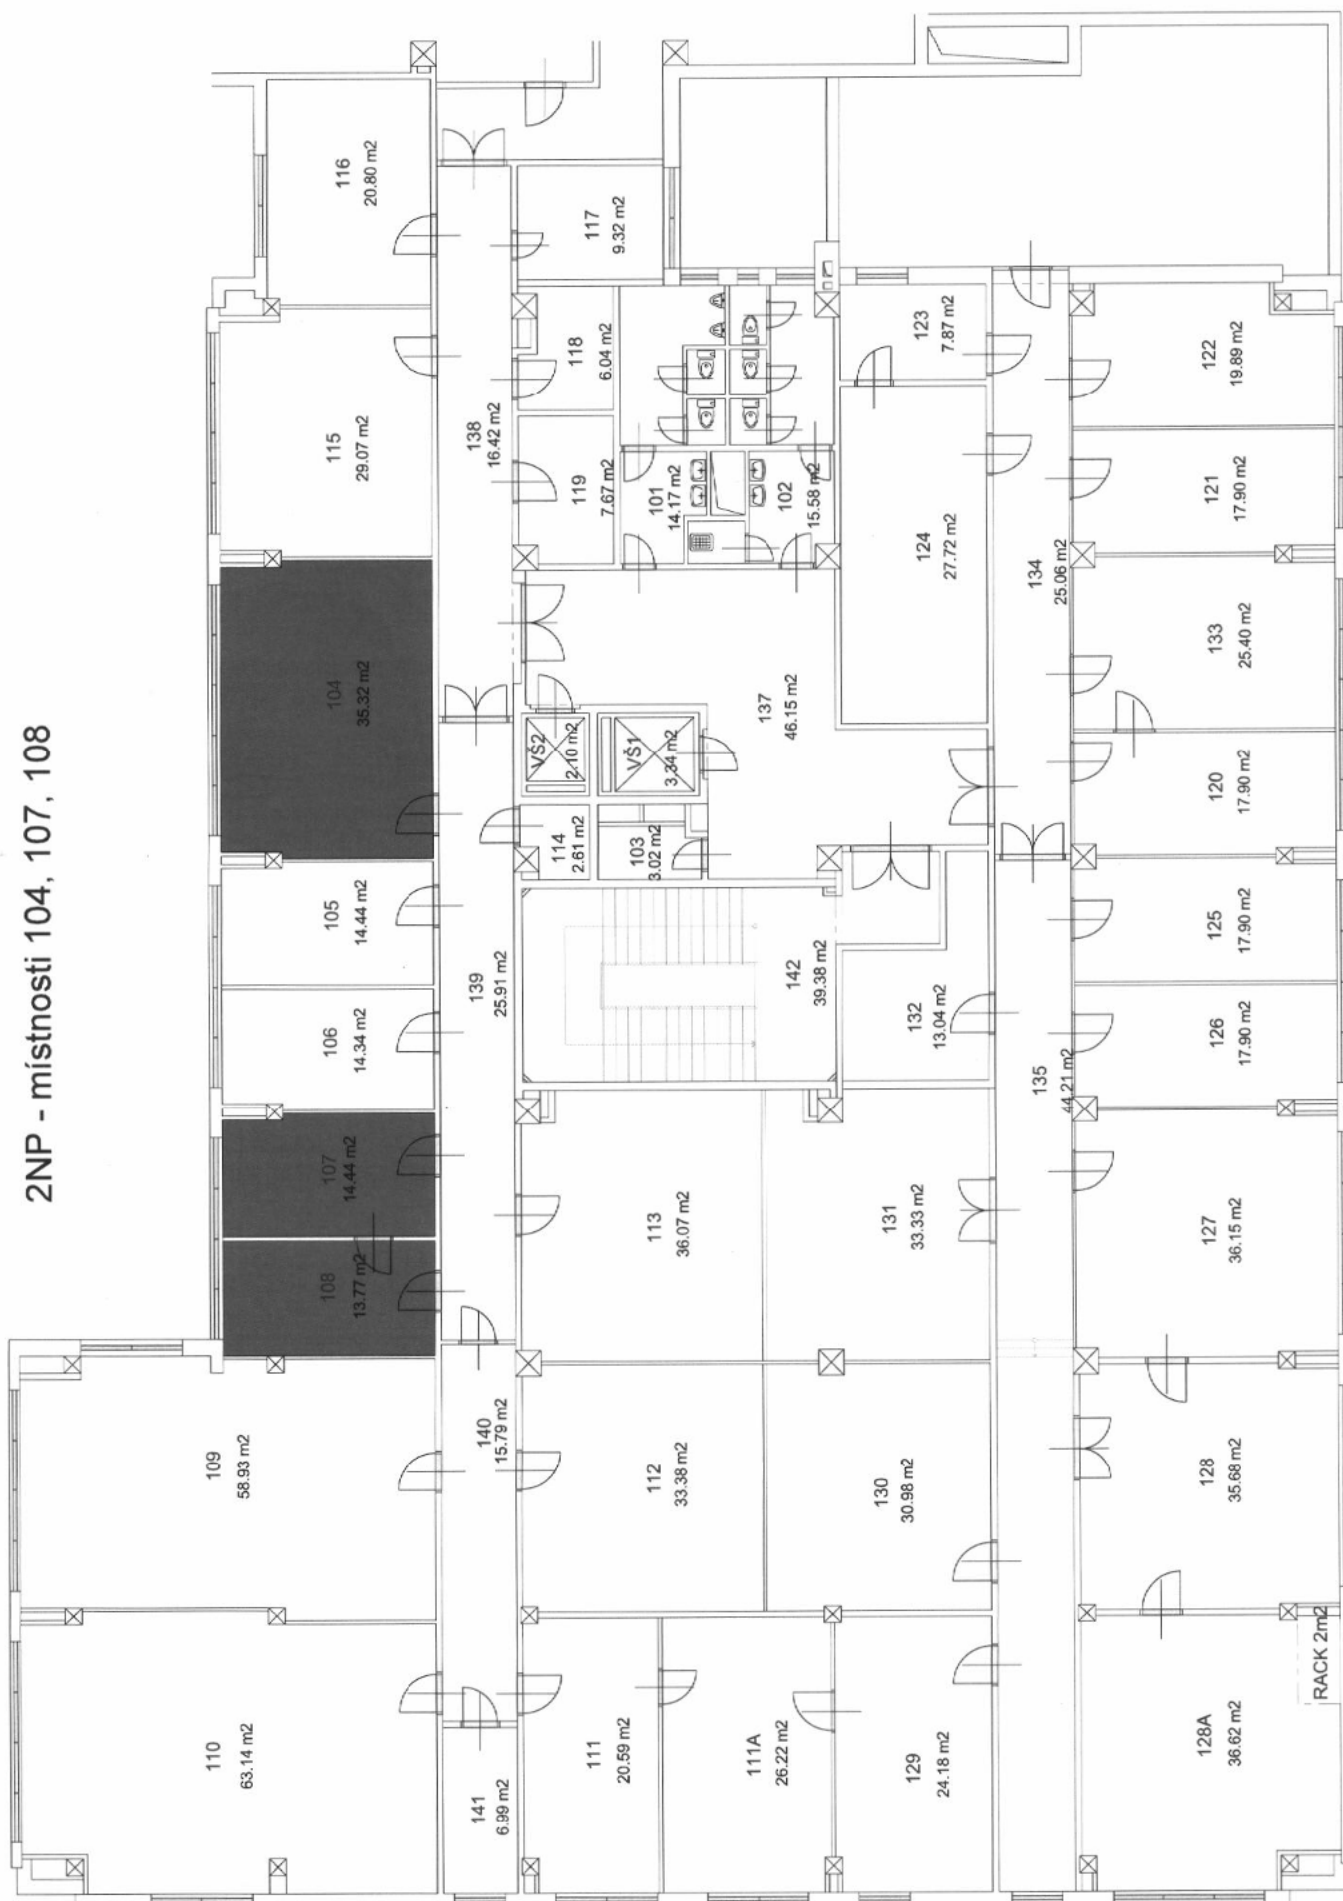 2NP - místnosti 104, 107, 108
110
63.14 m2
109
58.93 m2
108
13.77 m2
107
14.44 m2
106
14.34 m2
105
14.44 m2
104
35.32 m2
115
29.07 m2
116
20.80 m2
141
6.99 m2
140
15.79 m2
139
25.91 m2
138
16.42 m2
111
20.59 m2
112
33.38 m2
113
36.07 m2
114
2.61 m2
VŠ2
2.10 m2
119
7.67 m2
118
6.04 m2
117
9.32 m2
103
3.02 m2
VŠ1
3.34 m2
101
14.17 m2
111A
26.22 m2
142
39.38 m2
137
46.15 m2
102
15.58 m2
129
24.18 m2
130
30.98 m2
131
33.33 m2
132
13.04 m2
124
27.72 m2
123
7.87 m2
135
44.21 m2
134
25.06 m2
128A
36.62 m2
128
35.68 m2
127
36.15 m2
126
17.90 m2
125
17.90 m2
120
17.90 m2
133
25.40 m2
121
17.90 m2
122
19.89 m2
RACK 2m2